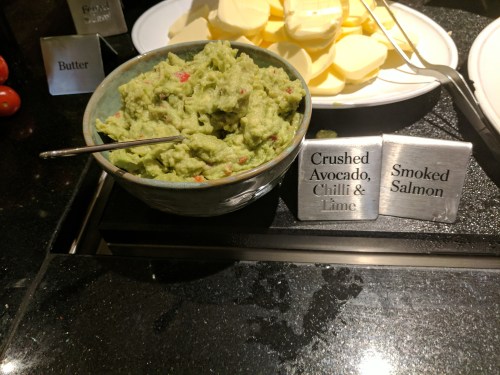 Butter
Crushed
Avocado,
Chilli &
Lime
Smoked
Salmon